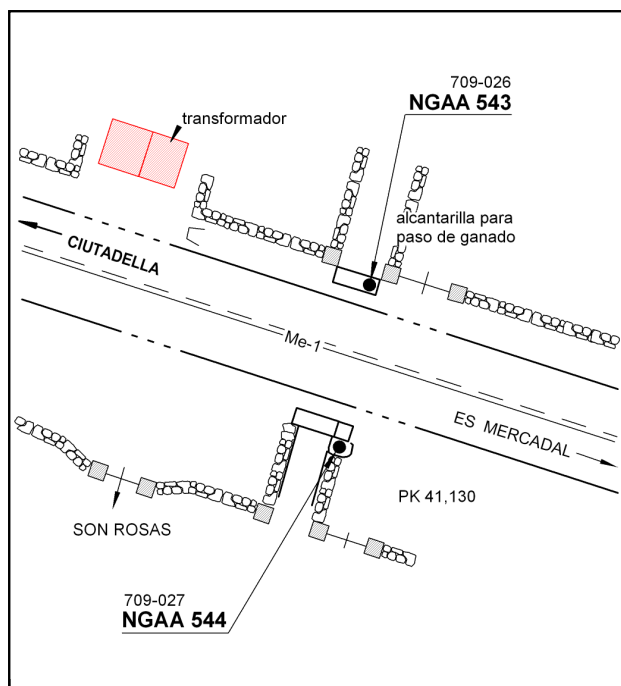 709-026
NGAA 543
transformador
alcantarilla para
paso de ganado
CIUTADELLA
Me-1
ES MERCADAL
PK 41,130
SON ROSAS
709-027
NGAA 544